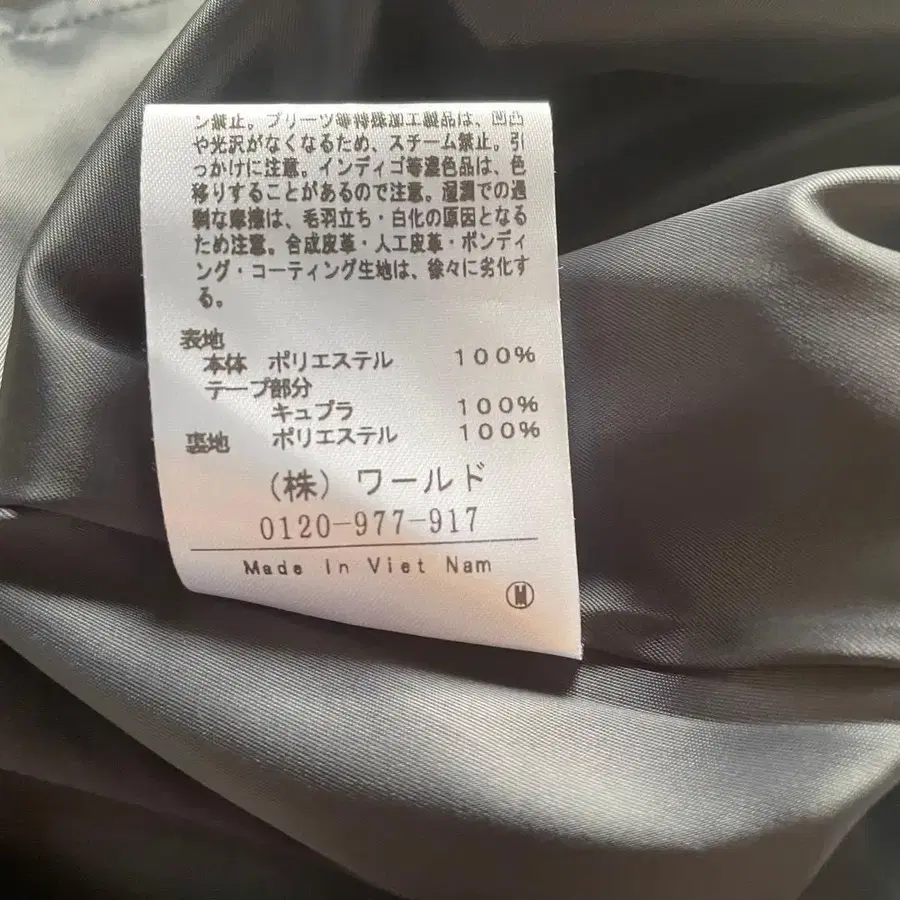 ン禁止。プリーツ等特殊加工製品は、凹凸
や光沢がなくなるため、スチーム禁止。引
っかけに注意。インディゴ等濃色品は、色
移りすることがあるので注意。湿潤での過
剰な摩擦は、毛羽立ち・白化の原因となる
ため注意。合成皮革・人工皮革・ボンディ
ング・コーティング生地は、徐々に劣化す
る。
表地
本体 ポリエステル 100%
テープ部分
キュプラ 100%
裏地 ポリエステル 100%
(株) ワールド
0120-977-917
Made In Viet Nam
M